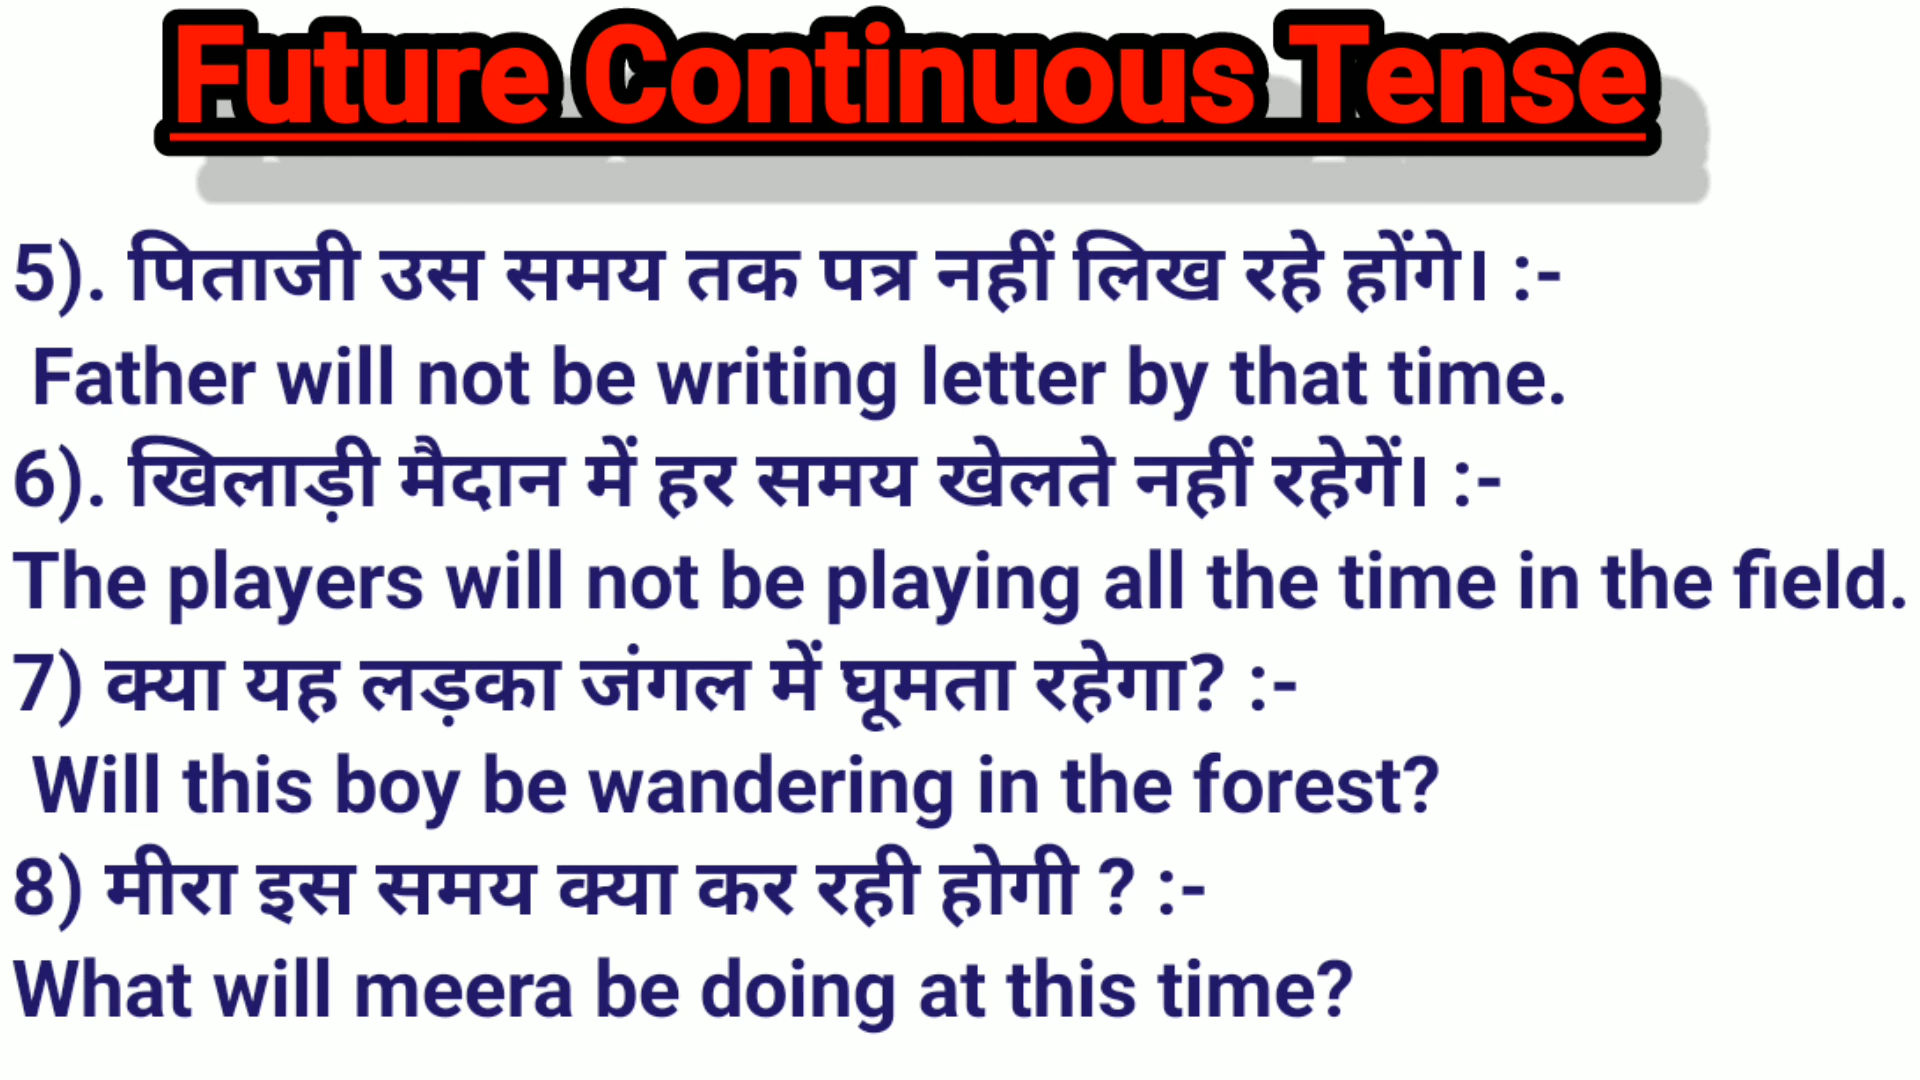 Future Continuous Tense
5). पिताजी उस समय तक पत्र नहीं लिख रहे होंगे। :-
Father will not be writing letter by that time.
6). खिलाड़ी मैदान में हर समय खेलते नहीं रहेगें। :-
The players will not be playing all the time in the field.
7) क्या यह लड़का जंगल में घूमता रहेगा? :-
Will this boy be wandering in the forest?
8) मीरा इस समय क्या कर रही होगी ? :-
What will meera be doing at this time?